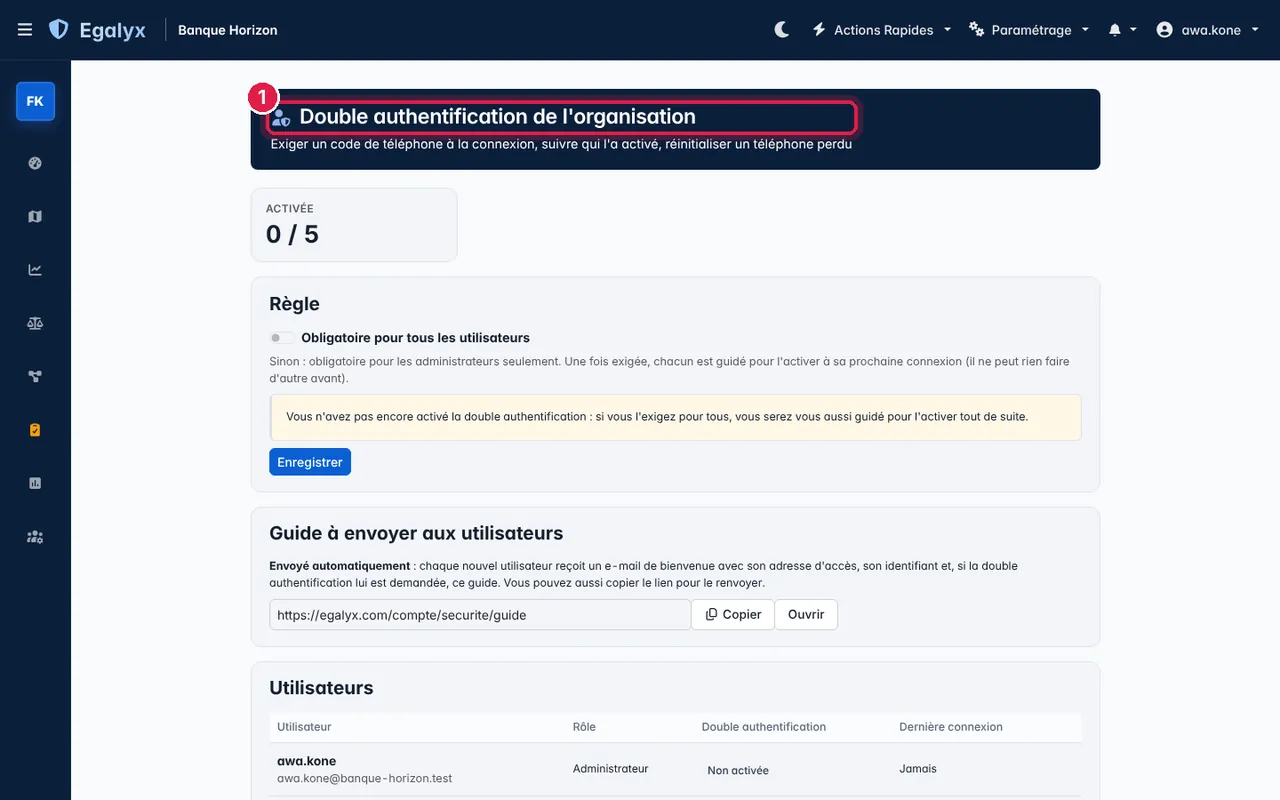 Egalyx
Banque Horizon
Actions Rapides
Paramétrage
awa.kone
FK
1
Double authentification de l'organisation
Exiger un code de téléphone à la connexion, suivre qui l'a activé, réinitialiser un téléphone perdu
ACTIVÉE
0 / 5
Règle
Obligatoire pour tous les utilisateurs
Sinon : obligatoire pour les administrateurs seulement. Une fois exigée, chacun est guidé pour l'activer à sa prochaine connexion (il ne peut rien faire
d'autre avant).
Vous n'avez pas encore activé la double authentification : si vous l'exigez pour tous, vous serez vous aussi guidé pour l'activer tout de suite.
Enregistrer
Guide à envoyer aux utilisateurs
Envoyé automatiquement : chaque nouvel utilisateur reçoit un e-mail de bienvenue avec son adresse d'accès, son identifiant et, si la double
authentification lui est demandée, ce guide. Vous pouvez aussi copier le lien pour le renvoyer.
https://egalyx.com/compte/securite/guide
Copier
Ouvrir
Utilisateurs
Utilisateur Rôle Double authentification Dernière connexion
awa.kone
awa.kone@banque-horizon.test
Administrateur
Non activée
Jamais